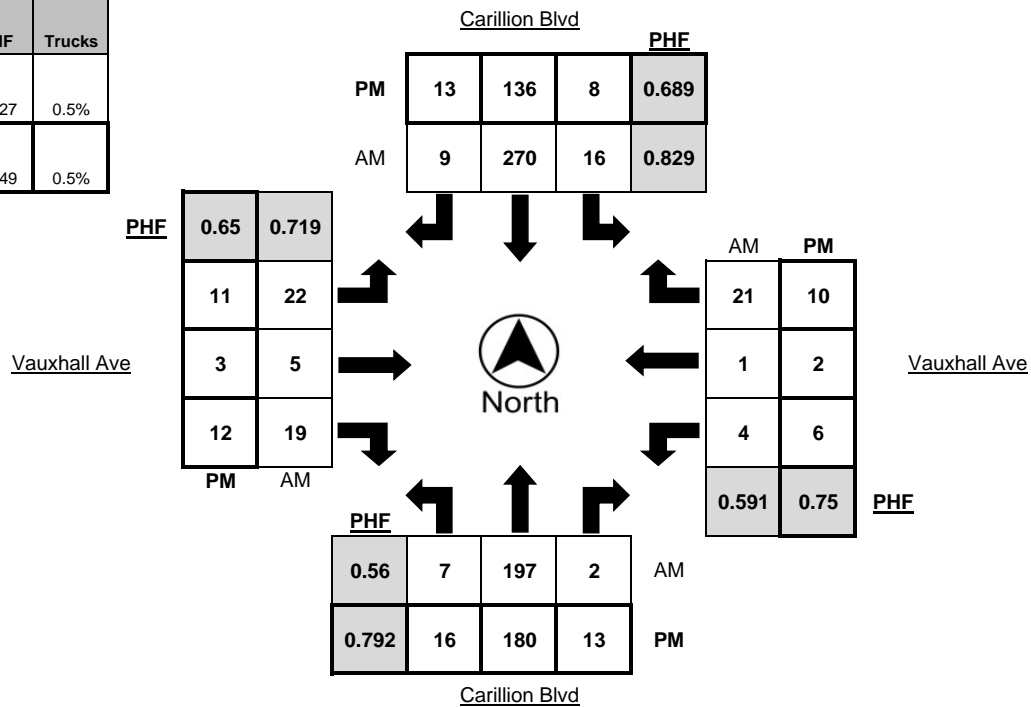 Carillion Blvd
Trucks
PHF
PM 13 136 8 0.689
27 0.5%
AM 9 270 16 0.829
49 0.5%
PHF 0.65 0.719
AM PM
11 22
21 10
Vauxhall Ave 3 5
North
1 2 Vauxhall Ave
12 19
4 6
PM AM
0.591 0.75 PHF
PHF
0.56 7 197 2 AM
0.792 16 180 13 PM
Carillion Blvd